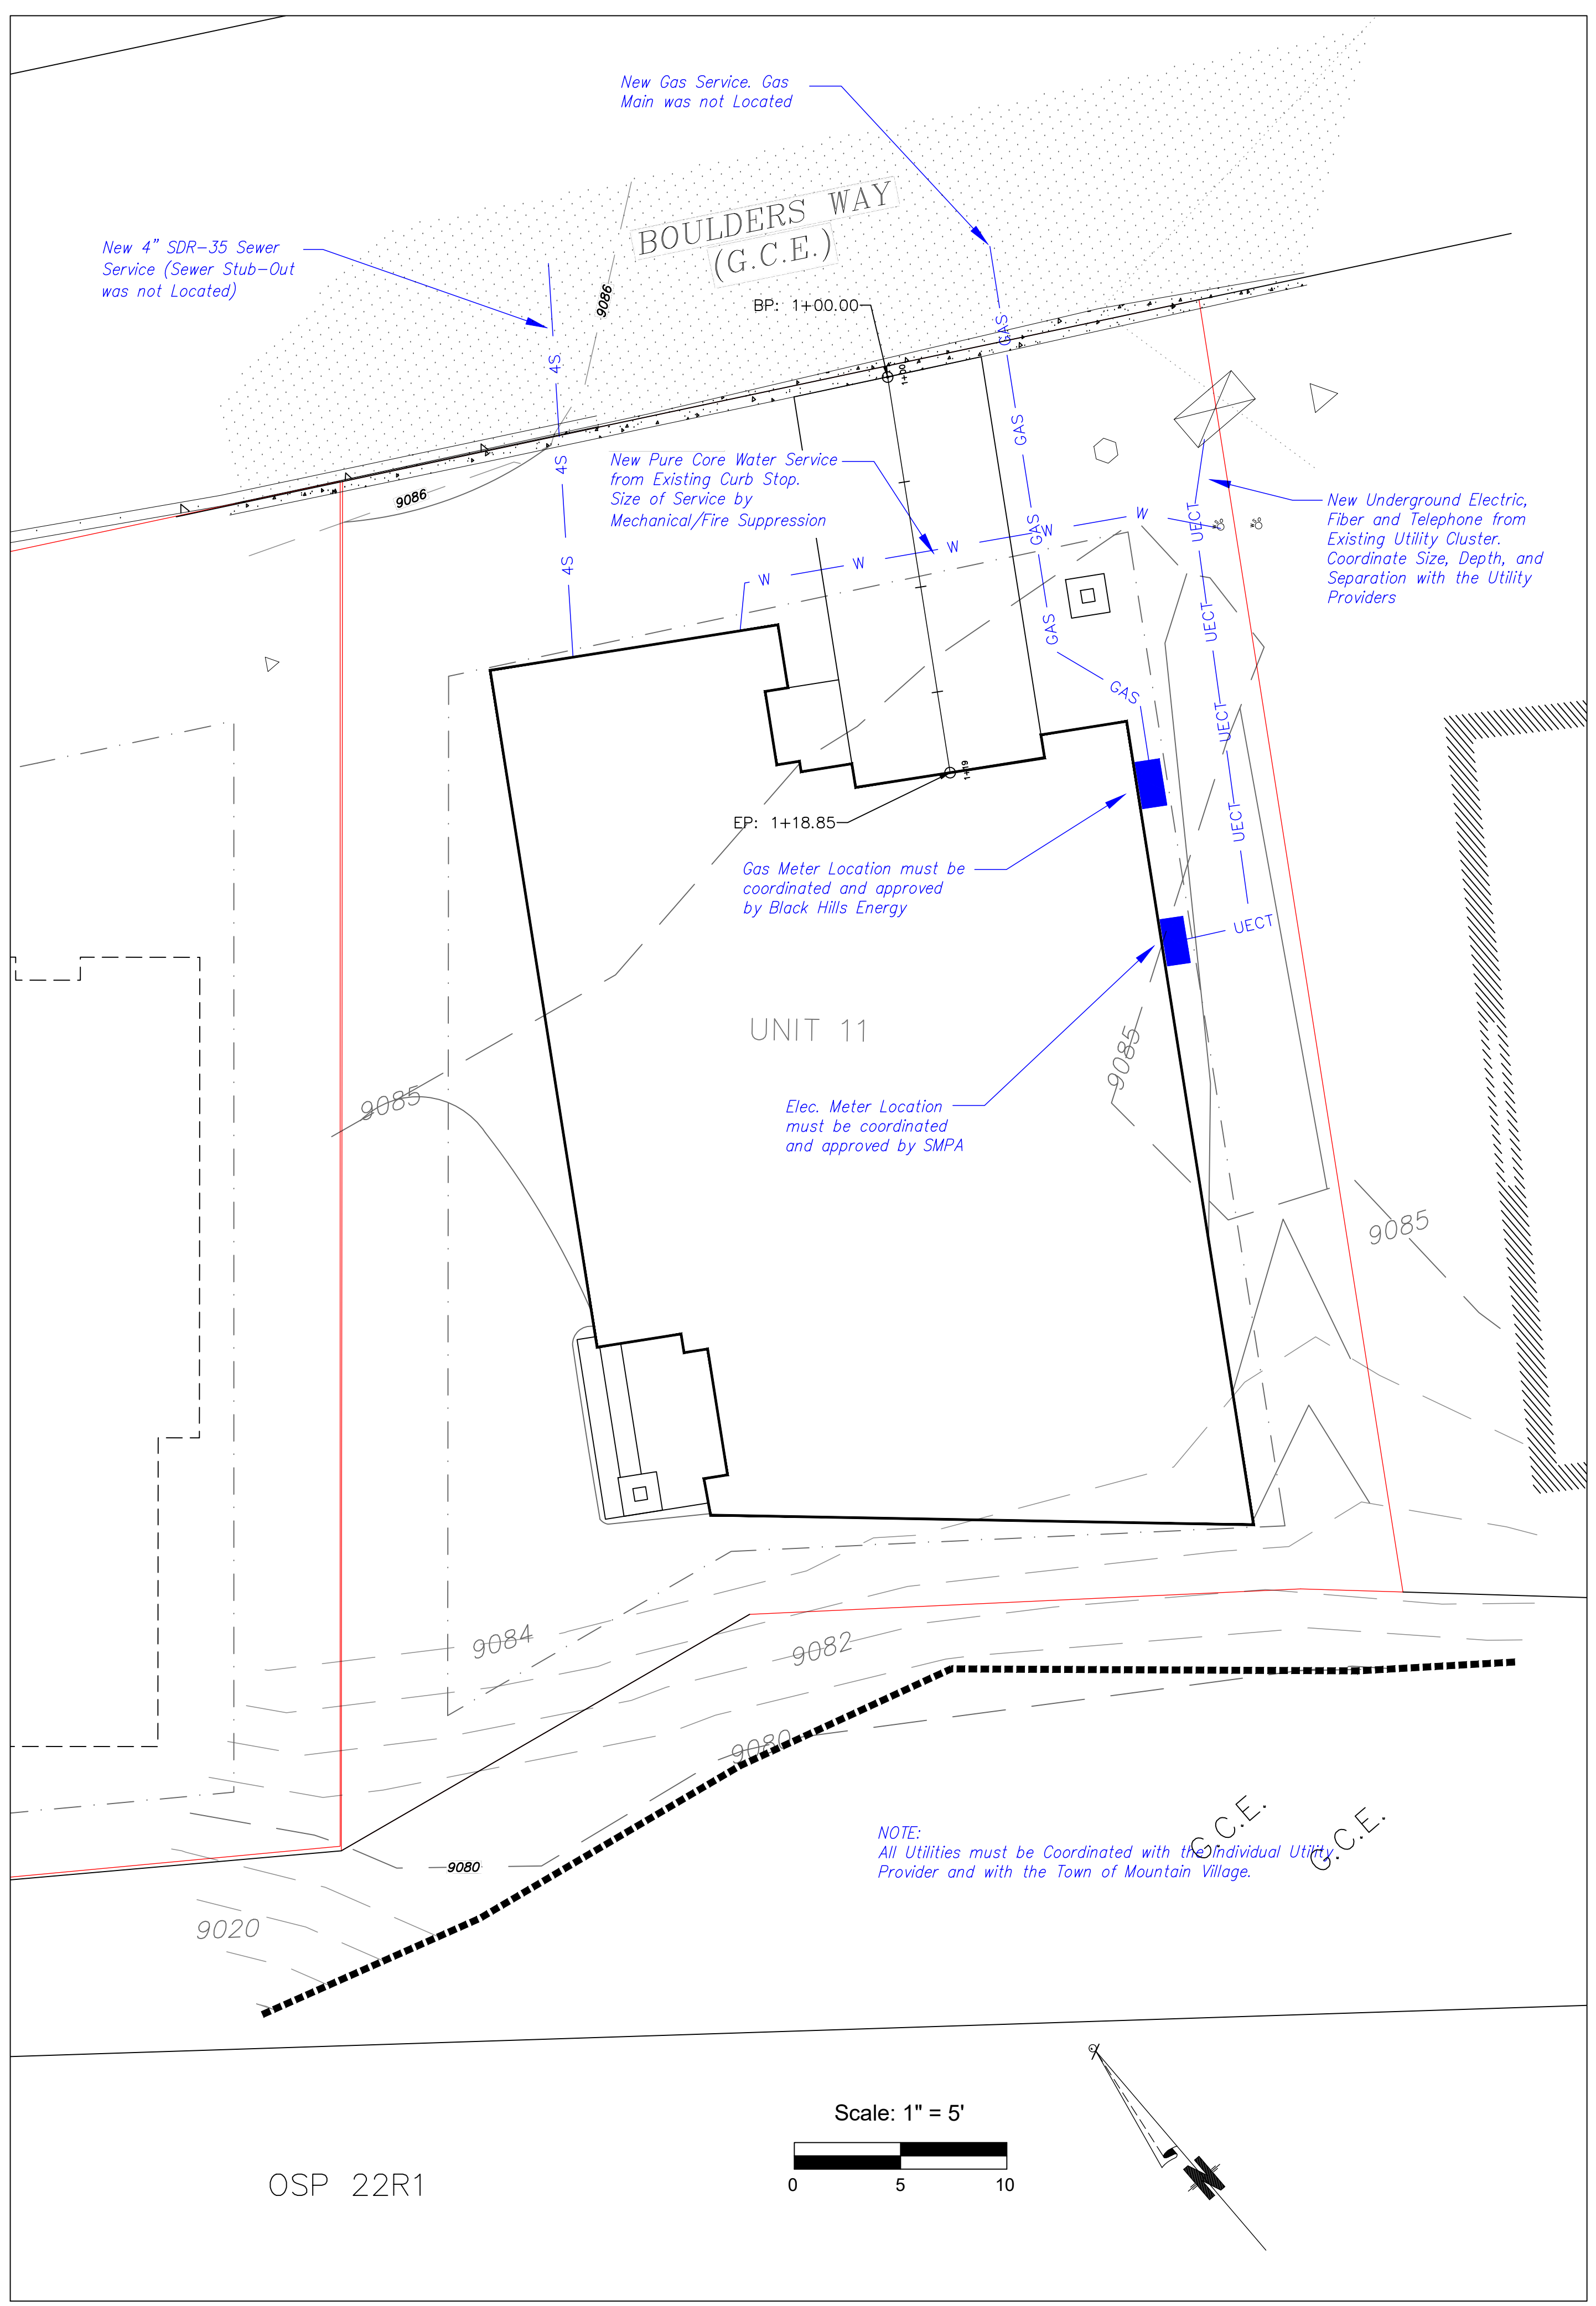 New Gas Service. Gas
Main was not Located
BOULDERS WAY
(G.C.E.)
New 4" SDR-35 Sewer
Service (Sewer Stub-Out
was not Located)
9086
BP: 1+00.00
GAS
4S
1+00
GAS
4S
New Pure Core Water Service
from Existing Curb Stop.
Size of Service by
Mechanical/Fire Suppression
9086
New Underground Electric,
Fiber and Telephone from
Existing Utility Cluster.
Coordinate Size, Depth, and
Separation with the Utility
Providers
W
UECT
GAS
W
W
W
4S
W
GAS
UECT
GAS
UECT
1+19
EP: 1+18.85
UECT
Gas Meter Location must be
coordinated and approved
by Black Hills Energy
UECT
UNIT 11
9085
9085
Elec. Meter Location
must be coordinated
and approved by SMPA
9085
9084
9082
9080
G.C.E.
G.C.E.
NOTE:
All Utilities must be Coordinated with the Individual Utility
Provider and with the Town of Mountain Village.
9080
9020
Scale: 1" = 5'
0 5 10
N
OSP 22R1